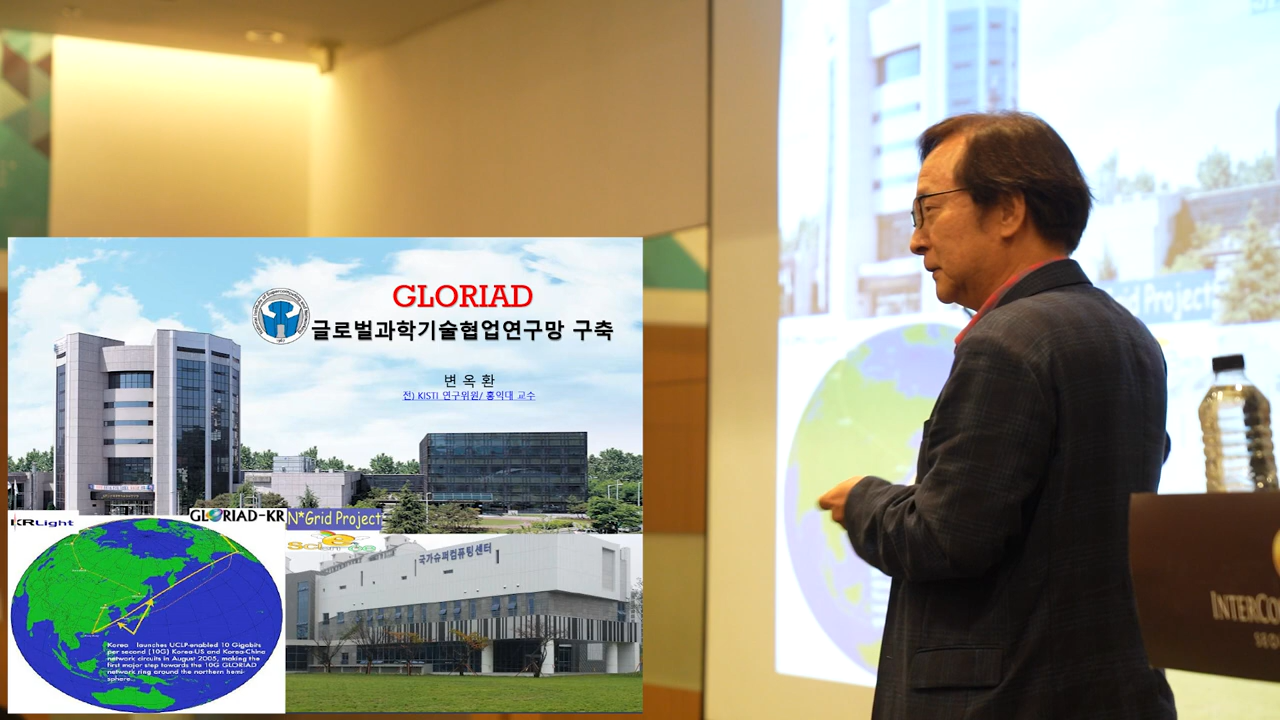 GLORIAD
글로벌과학기술협업연구망 구축
변 옥 환
전) KISTI 연구위원/ 홍익대 교수
KRLight
GLORIAD-KR
N*Grid Project
국가슈퍼컴퓨팅센터
Korea launches UCLP-enabled 10 Gigabits
per second (10G) Korea-US and Korea-China
network circuits in August 2005, making the
first major step towards the 10G GLORIAD
network ring around the northern hemi-
sphere
Grid Project
INTERCO
SEO